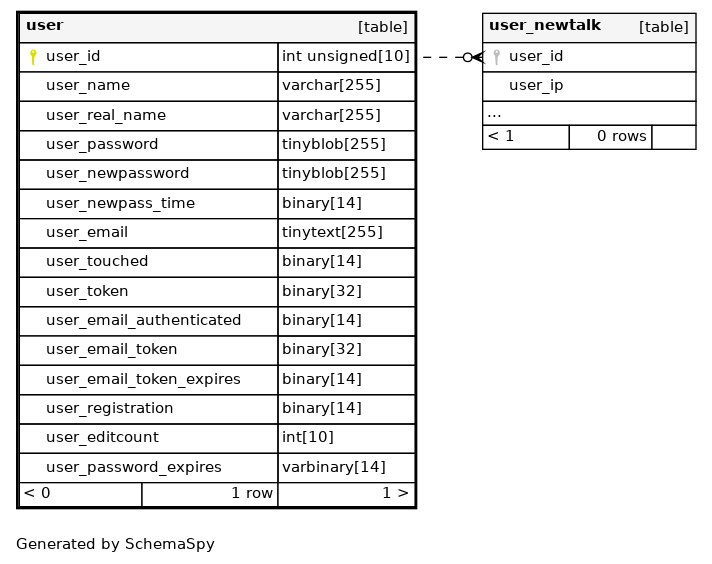 user [table]
user_id int unsigned[10]
user_name varchar[255]
user_real_name varchar[255]
user_password tinyblob[255]
user_newpassword tinyblob[255]
user_newpass_time binary[14]
user_email tinytext[255]
user_touched binary[14]
user_token binary[32]
user_email_authenticated binary[14]
user_email_token binary[32]
user_email_token_expires binary[14]
user_registration binary[14]
user_editcount int[10]
user_password_expires varbinary[14]
< 0 1 row 1 >
user_newtalk [table]
user_id
user_ip
...
< 1 0 rows
Generated by SchemaSpy